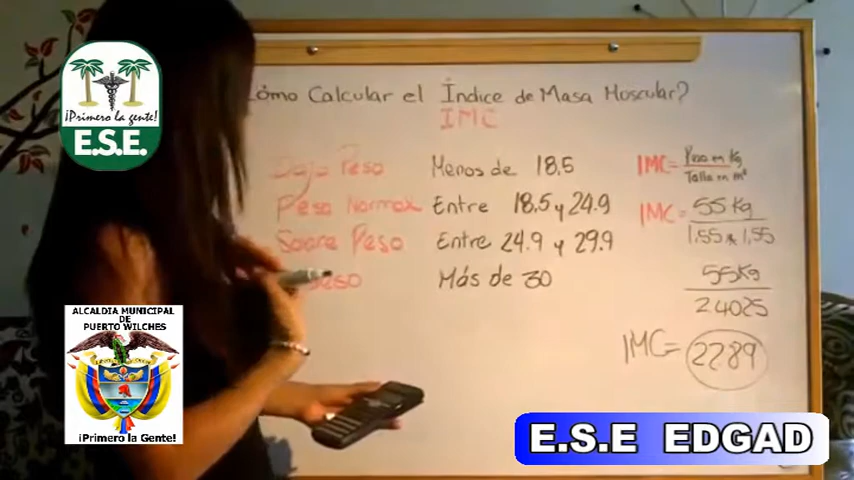 ¡Primero la gente!
E.S.E.
Cómo Calcular el Índice de Masa Muscular?
IMC
Bajo Peso Menos de 18.5
Peso Normal Entre 18.5 y 24.9
Sobre Peso Entre 24.9 y 29.9
Más de 30
IMC= Peso en Kg
Talla en m²
IMC= 55 Kg
1,55 x 1,55
55Kg
2.4025
IMC= 22.89
ALCALDIA MUNICIPAL
DE
PUERTO WILCHES
¡Primero la Gente!
E.S.E EDGAD